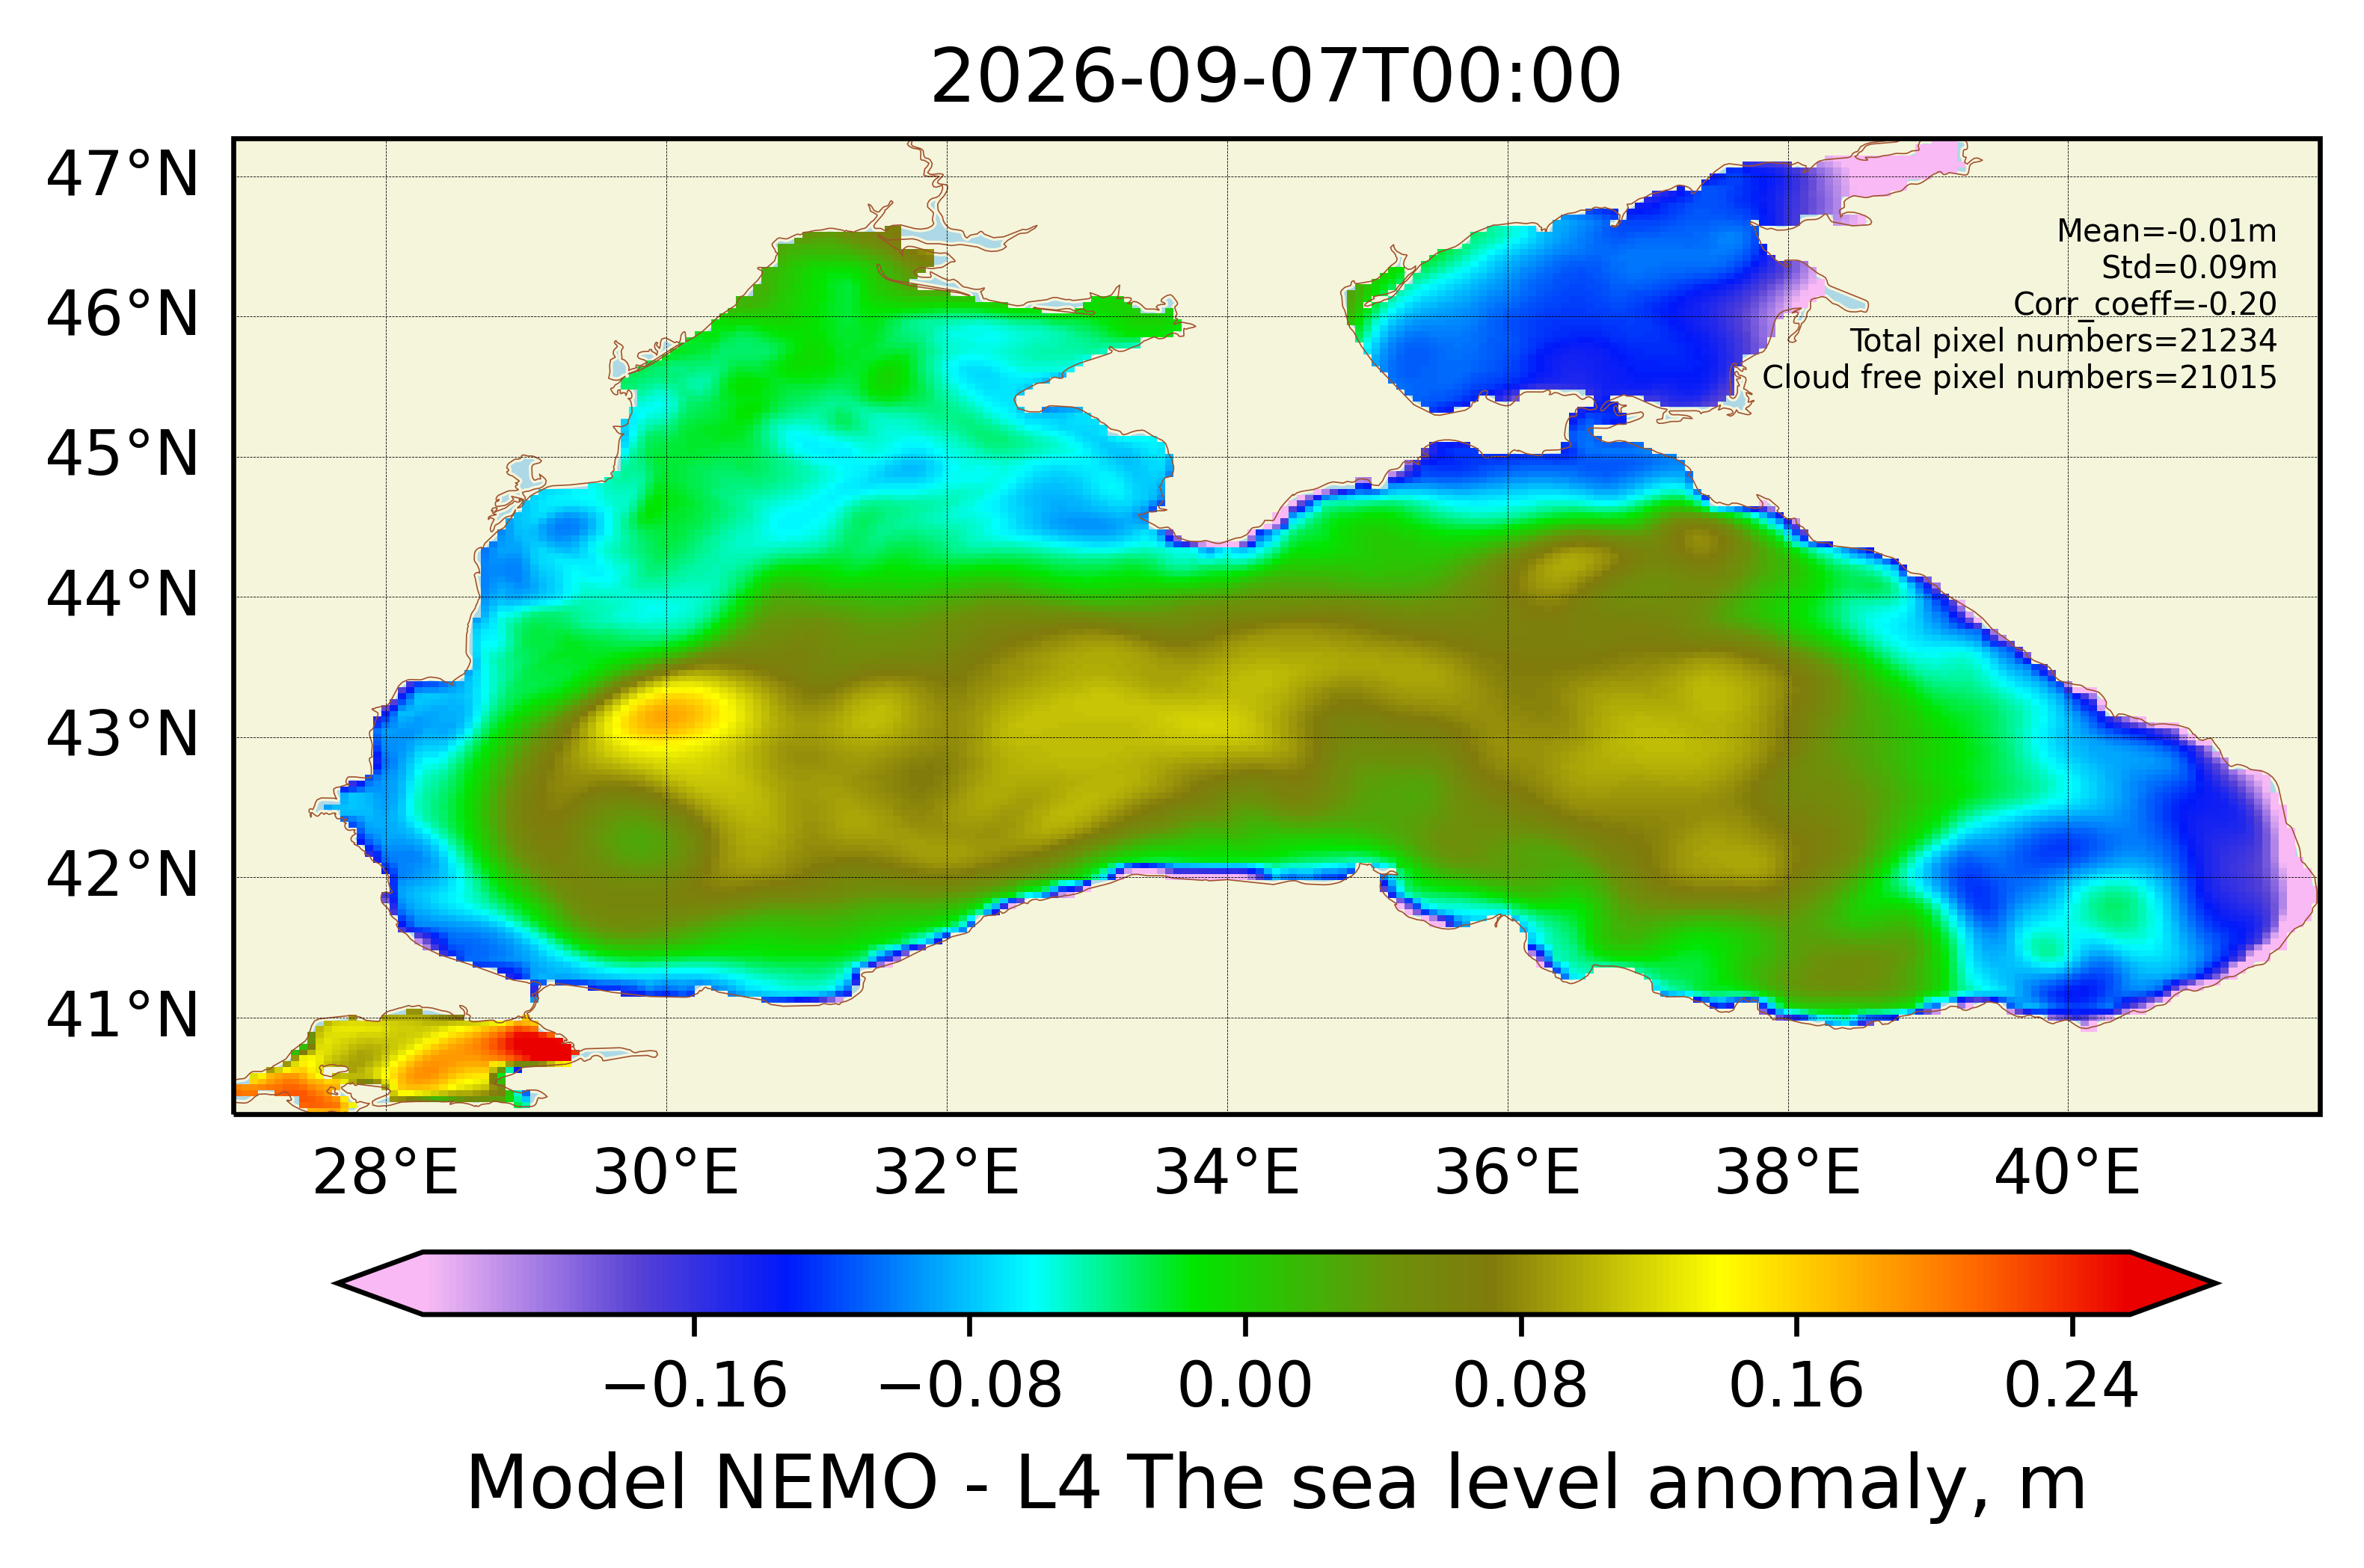 2026-09-07T00:00
47°N
46°N
45°N
44°N
43°N
42°N
41°N
Mean=-0.01m
Std=0.09m
Corr_coeff=-0.20
Total pixel numbers=21234
Cloud free pixel numbers=21015
28°E 30°E 32°E 34°E 36°E 38°E 40°E
−0.16 −0.08 0.00 0.08 0.16 0.24
Model NEMO - L4 The sea level anomaly, m